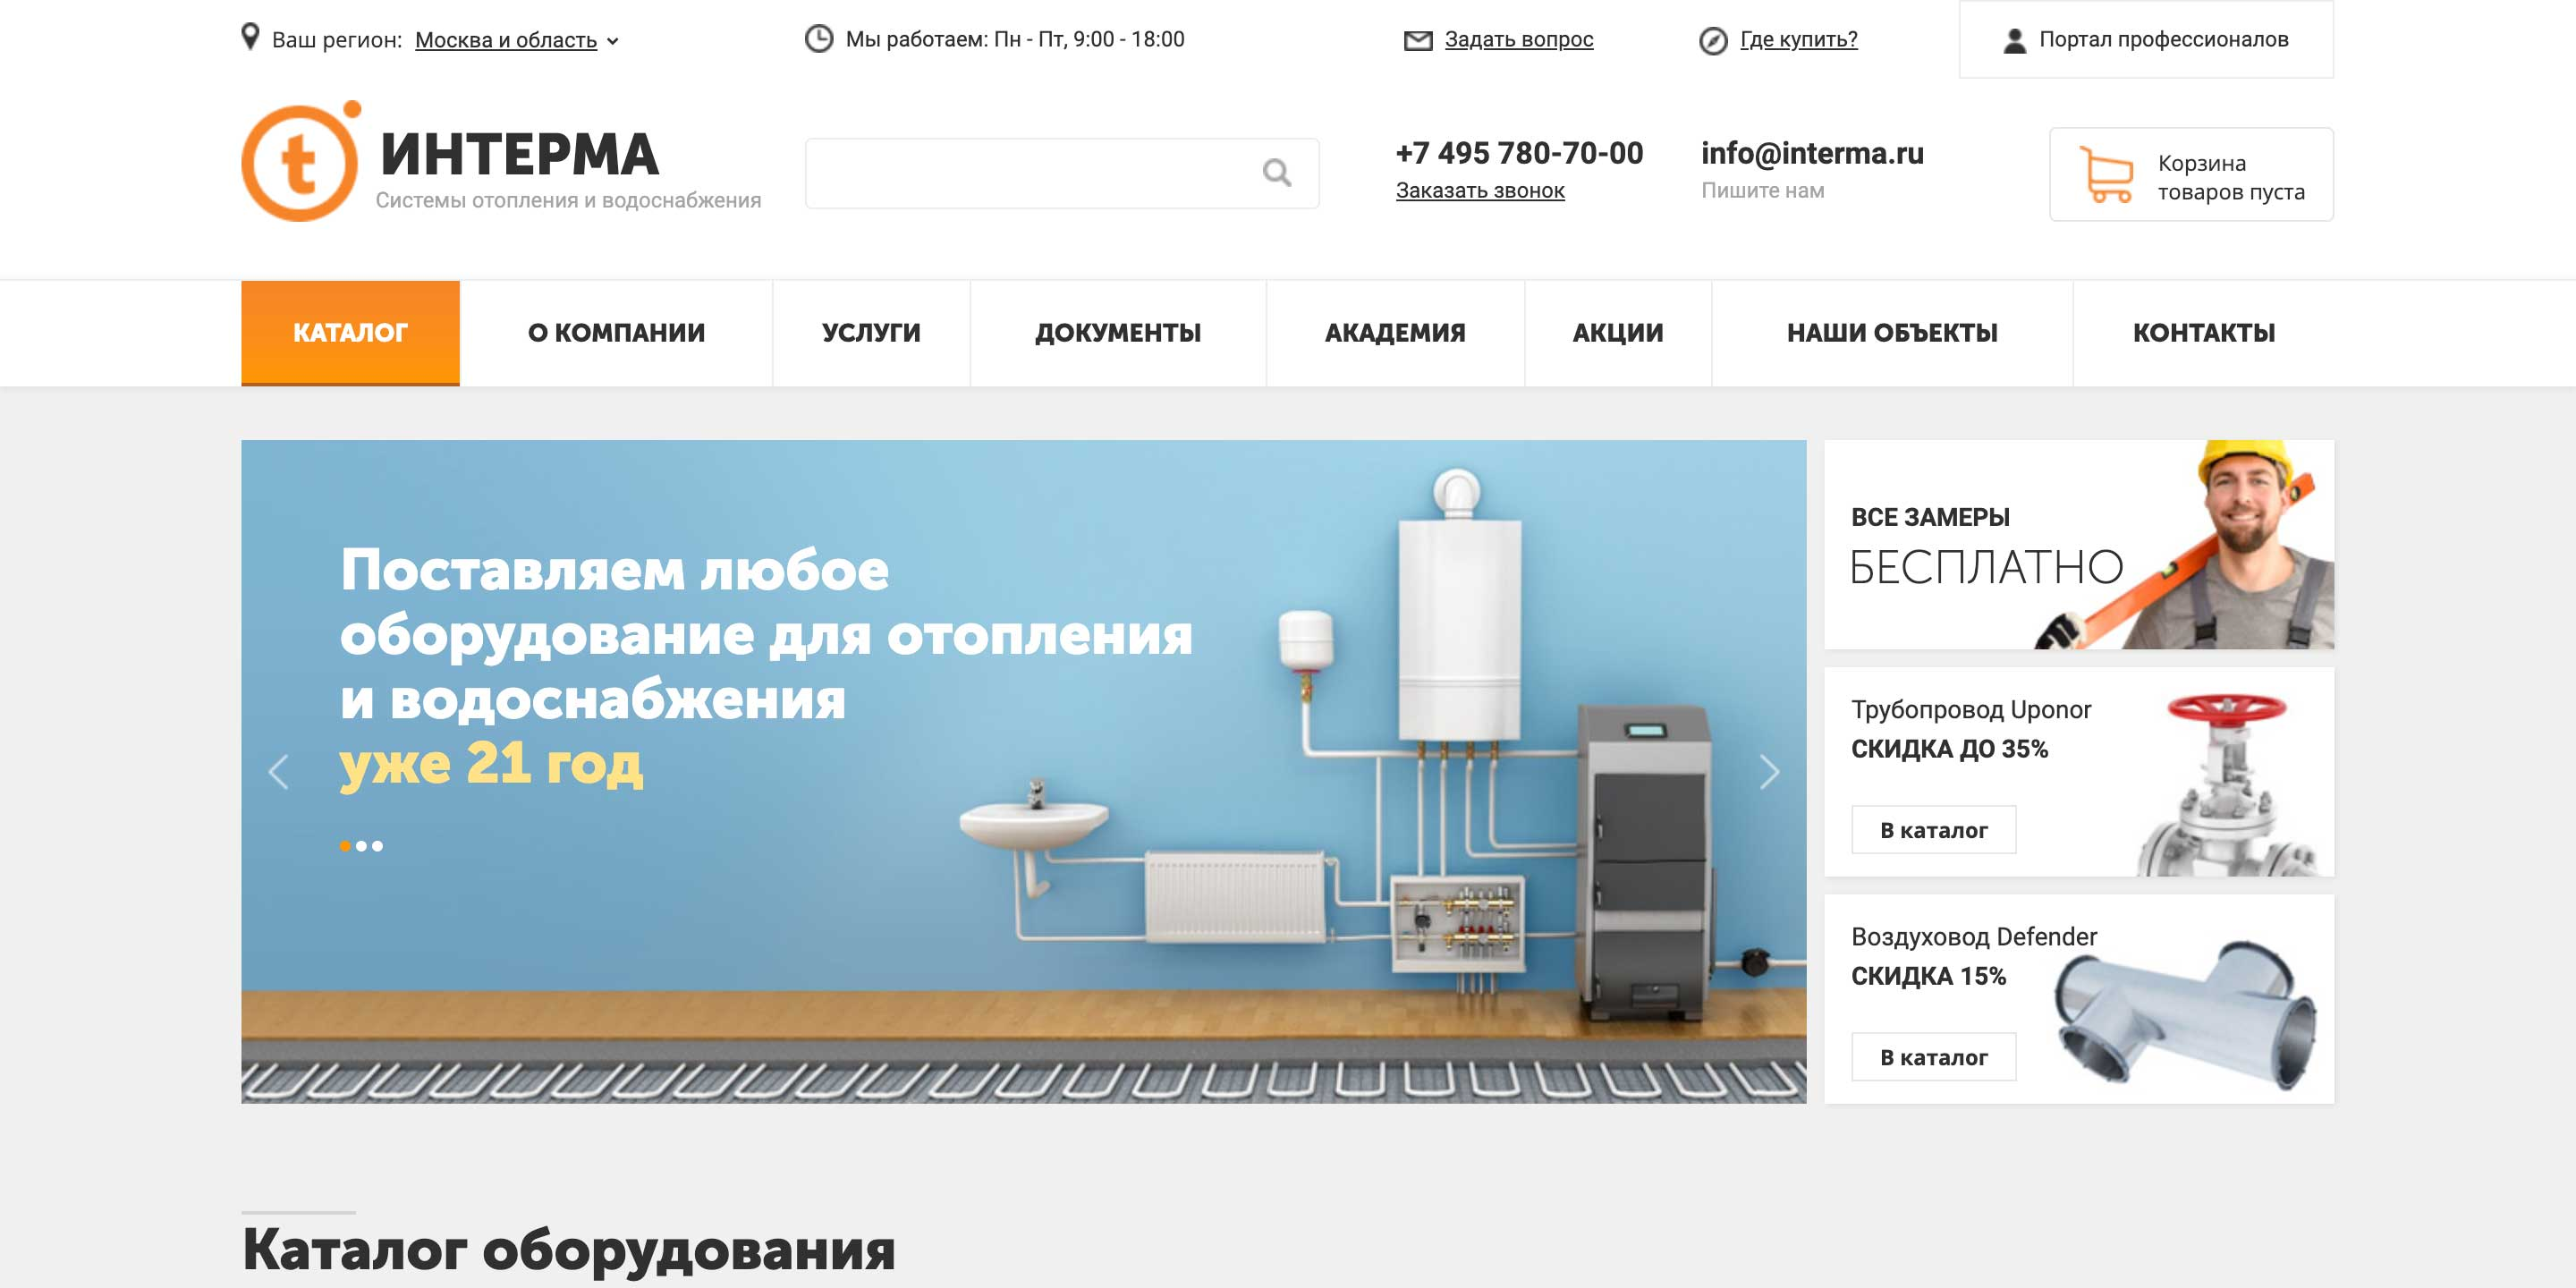 Ваш регион: Москва и область
Мы работаем: Пн - Пт, 9:00 - 18:00
Задать вопрос
Где купить?
Портал профессионалов
t
ИНТЕРМА
Системы отопления и водоснабжения
+7 495 780-70-00
Заказать звонок
info@interma.ru
Пишите нам
Корзина
товаров пуста
КАТАЛОГ
О КОМПАНИИ
УСЛУГИ
ДОКУМЕНТЫ
АКАДЕМИЯ
АКЦИИ
НАШИ ОБЪЕКТЫ
КОНТАКТЫ
Поставляем любое
оборудование для отопления
и водоснабжения
уже 21 год
ВСЕ ЗАМЕРЫ
БЕСПЛАТНО
Трубопровод Uponor
СКИДКА ДО 35%
В каталог
Воздуховод Defender
СКИДКА 15%
В каталог
Каталог оборудования